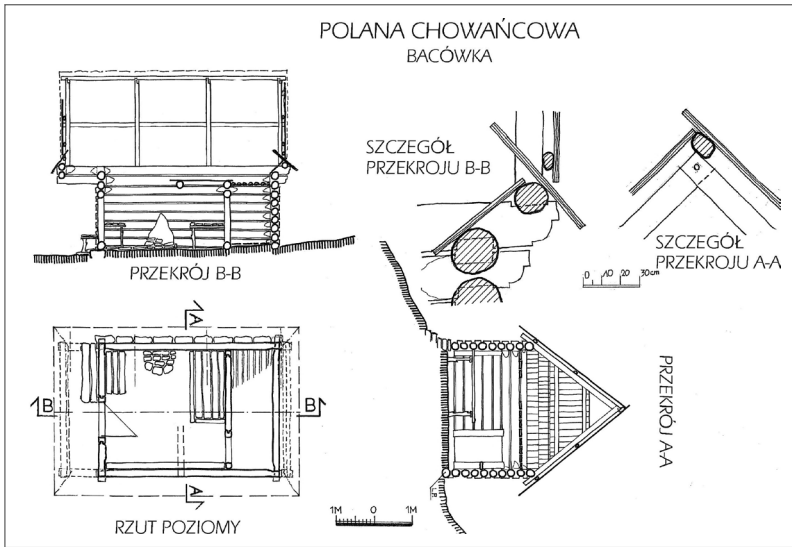 POLANA CHOWAŃCOWA
BACÓWKA
SZCZEGÓŁ
PRZEKROJU B-B
SZCZEGÓŁ
PRZEKROJU A-A
0 10 20 30cm
PRZEKRÓJ B-B
A
B
B
A
RZUT POZIOMY
1M 0 1M
PRZEKRÓJ A-A